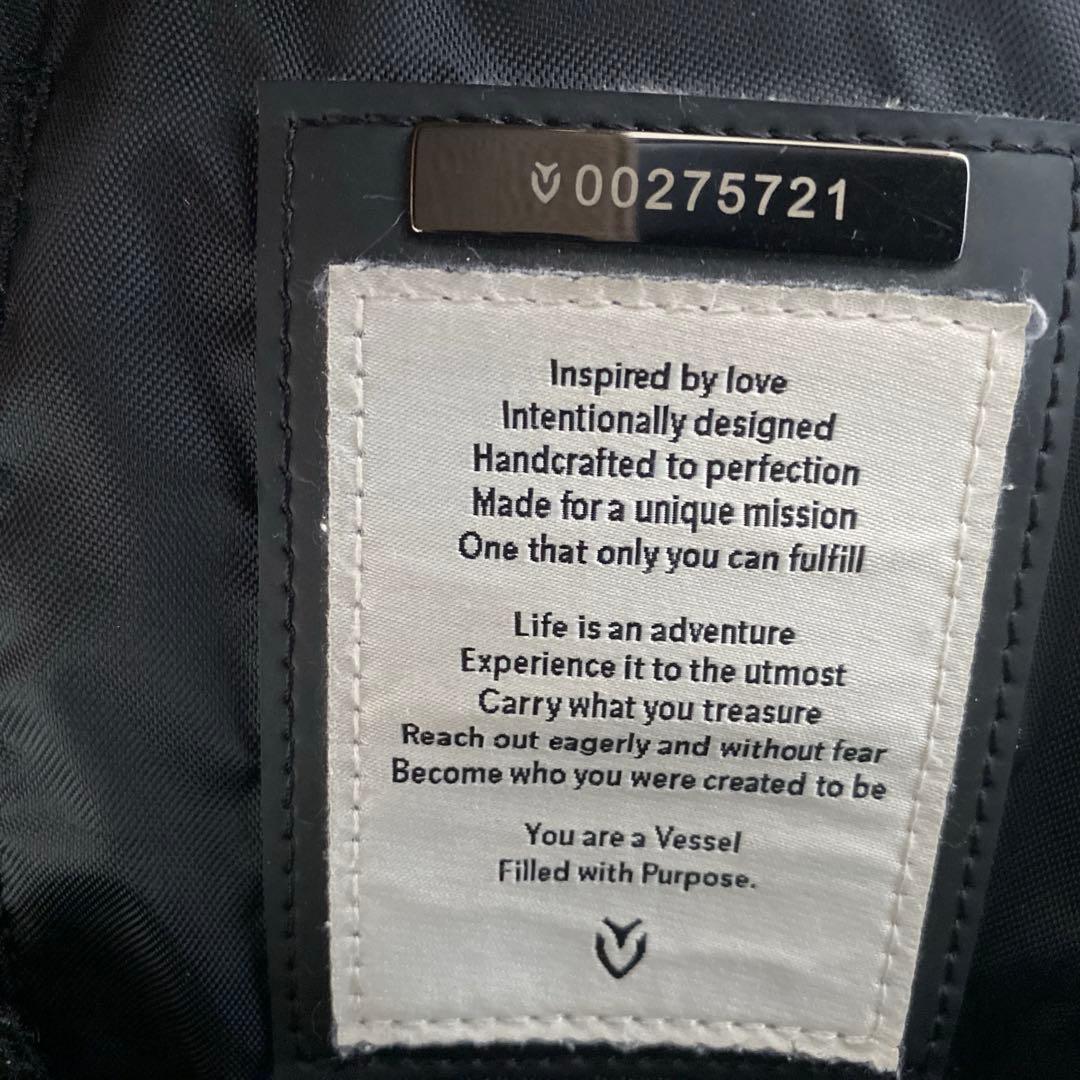 00275721
Inspired by love
Intentionally designed
Handcrafted to perfection
Made for a unique mission
One that only you can fulfill
Life is an adventure
Experience it to the utmost
Carry what you treasure
Reach out eagerly and without fear
Become who you were created to be
You are a Vessel
Filled with Purpose.